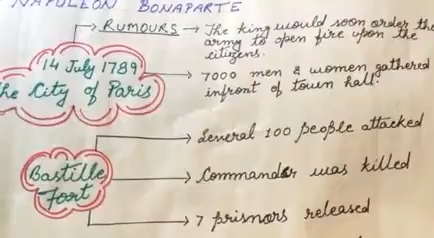 NAPOLEON BONAPARTE
RUMOURS → The king would soon order the
army to open fire upon the
citizens.
14 July 1789
The City of Paris
7000 men & women gathered
infront of town hall.
Several 100 people attacked
Bastille
Fort
Commander was killed
7 prisnors released